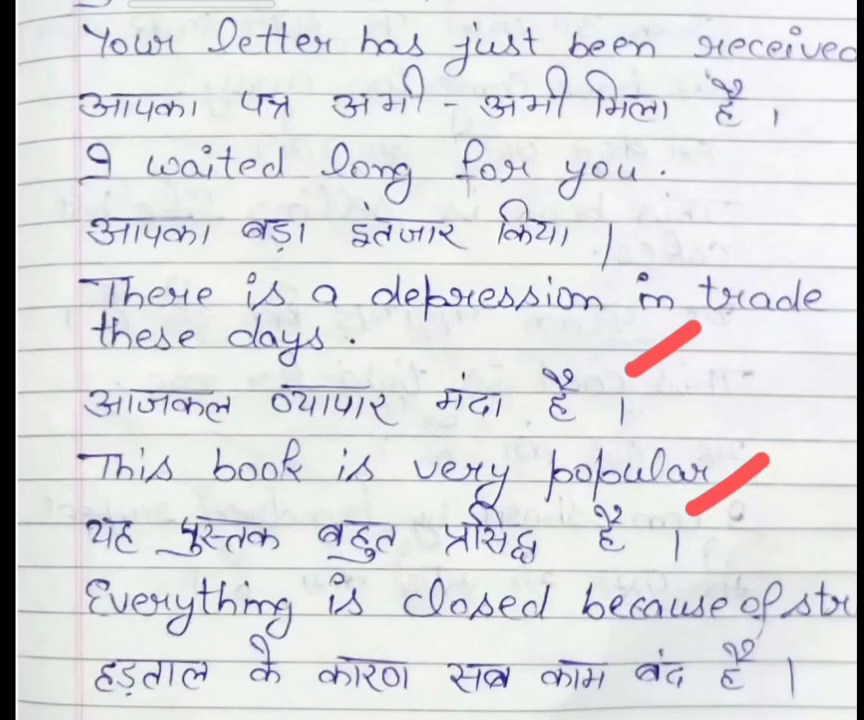 Your letter has just been received
आपका पत्र अभी - अभी मिला है ।
I waited long for you.
आपका बड़ा इंतजार किया |
There is a depression in trade
these days.
आजकल व्यापार मंदा है ।
This book is very popular
यह पुस्तक बहुत प्रसिद्ध है ।
Everything is closed because of str
हड़ताल के कारण सब काम बंद है |